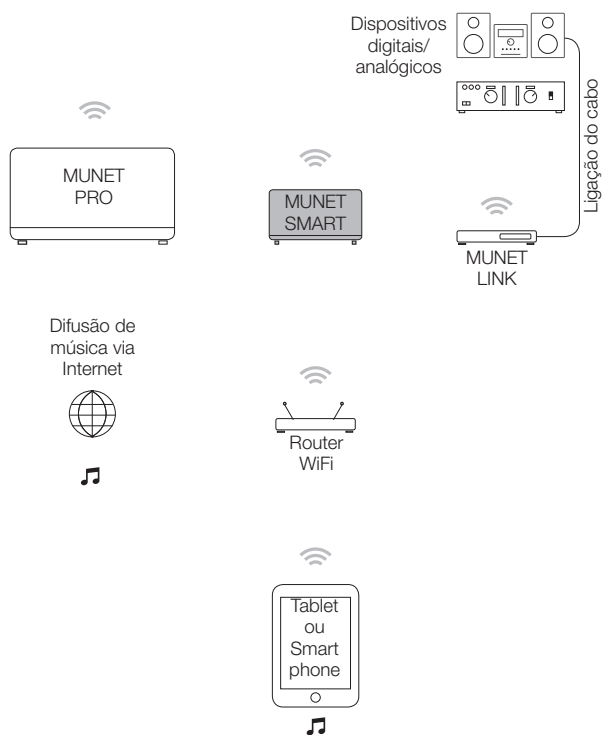 Dispositivos
digitais/
analógicos
Ligação do cabo
MUNET
PRO
MUNET
SMART
MUNET
LINK
Difusão de
música via
Internet
Router
WiFi
Tablet
ou
Smart
phone